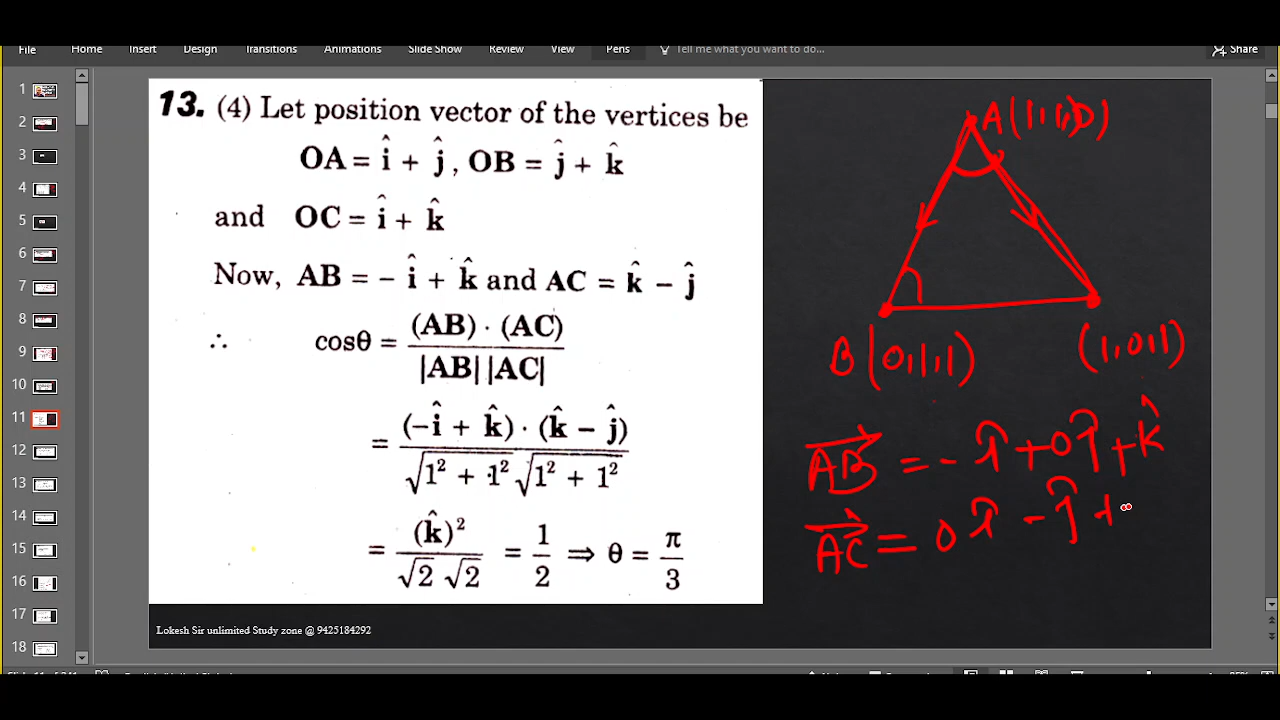 File Home Insert Design Transitions Animations Slide Show Review View Pens Tell me what you want to do... Share
1
2
3
4
5
6
7
8
9
10
11
12
13
14
15
16
17
18
13. (4) Let position vector of the vertices be
OA = î + ĵ, OB = ĵ + k̂
and OC = î + k̂
Now, AB = − î + k̂ and AC = k̂ − ĵ
∴ cosθ = (AB) · (AC) / |AB| |AC|
= (−î + k̂) · (k̂ − ĵ) / √1² + 1² √1² + 1²
= (k̂)² / √2 √2 = 1/2 ⇒ θ = π/3
A(1,1,0)
B(0,1,1) (1,0,1)
AB = - î + 0ĵ + k̂
AC = 0î - ĵ +
Lokesh Sir unlimited Study zone @ 9425184292